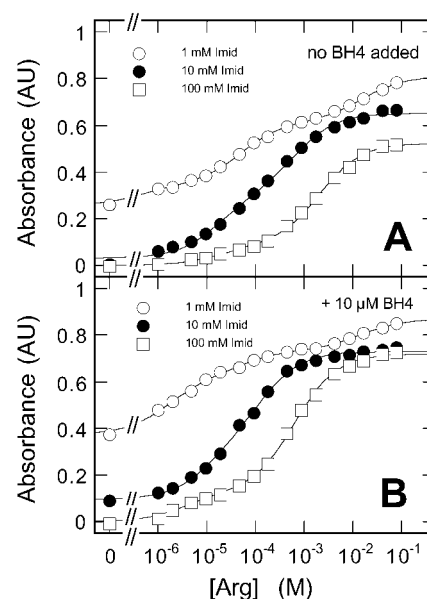 1 mM Imid
10 mM Imid
100 mM Imid
no BH4 added
Absorbance (AU)
0.8
0.6
0.4
0.2
0
A
1 mM Imid
10 mM Imid
100 mM Imid
+ 10 µM BH4
Absorbance (AU)
0.8
0.6
0.4
0.2
0
B
0 10⁻⁶ 10⁻⁵ 10⁻⁴ 10⁻³ 10⁻² 10⁻¹
[Arg] (M)